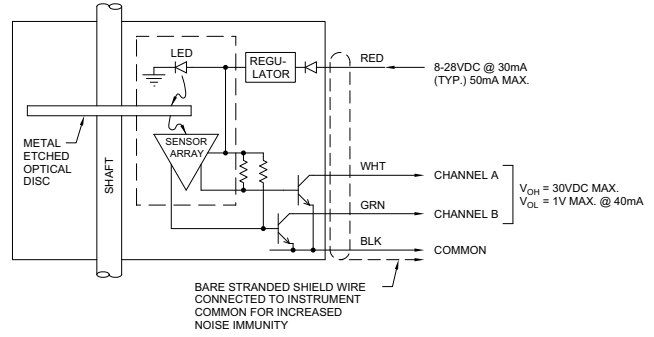 LED
REGU-
LATOR
RED
8-28VDC @ 30mA
(TYP.) 50mA MAX.
METAL
ETCHED
OPTICAL
DISC
SHAFT
SENSOR
ARRAY
WHT
CHANNEL A
GRN
CHANNEL B
VOH = 30VDC MAX.
VOL = 1V MAX. @ 40mA
BLK
COMMON
BARE STRANDED SHIELD WIRE
CONNECTED TO INSTRUMENT
COMMON FOR INCREASED
NOISE IMMUNITY